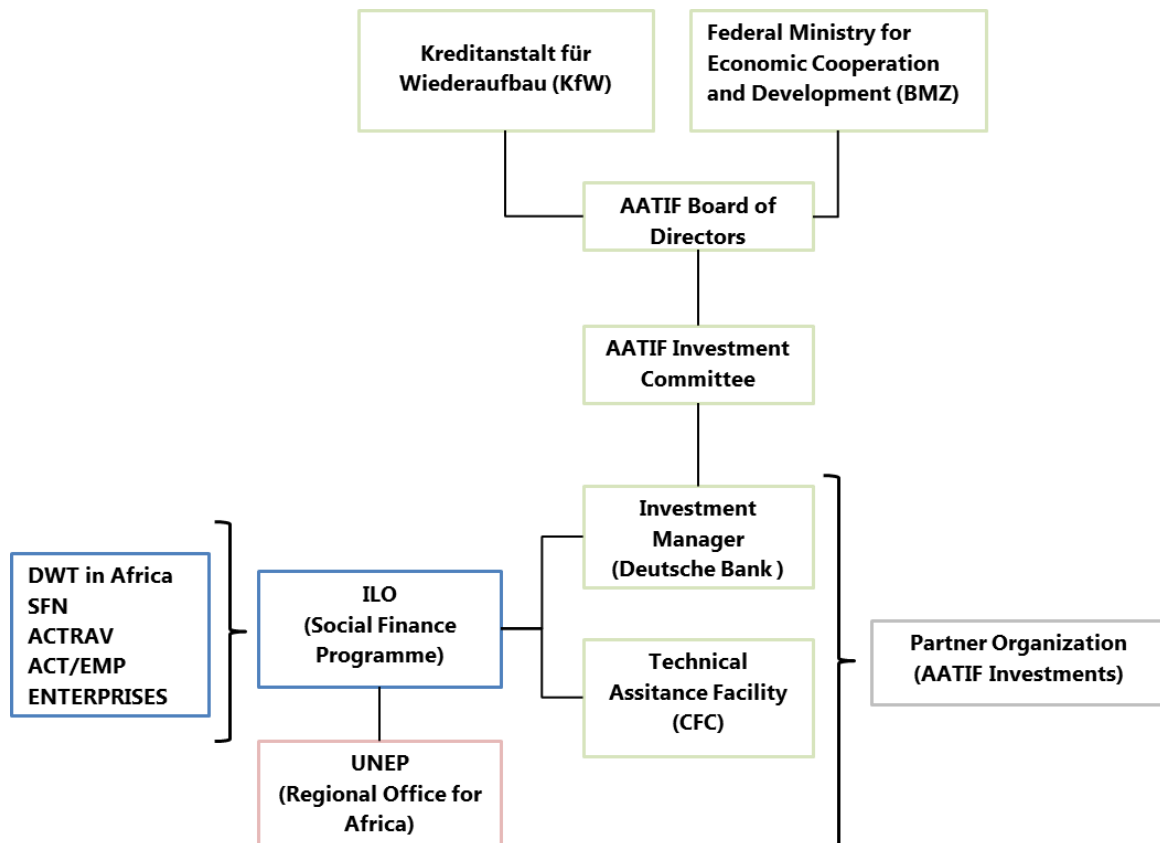 Kreditanstalt für
Wiederaufbau (KfW)
Federal Ministry for
Economic Cooperation
and Development (BMZ)
AATIF Board of
Directors
AATIF Investment
Committee
Investment
Manager
(Deutsche Bank )
DWT in Africa
SFN
ACTRAV
ACT/EMP
ENTERPRISES
ILO
(Social Finance
Programme)
Technical
Assitance Facility
(CFC)
Partner Organization
(AATIF Investments)
UNEP
(Regional Office for
Africa)